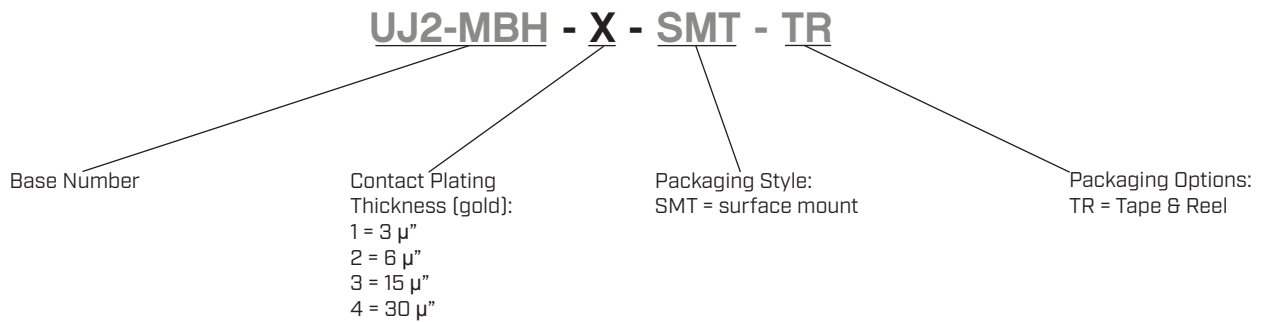 UJ2-MBH - X - SMT - TR
Base Number
Contact Plating
Thickness (gold):
1 = 3 µ”
2 = 6 µ”
3 = 15 µ”
4 = 30 µ”
Packaging Style:
SMT = surface mount
Packaging Options:
TR = Tape & Reel